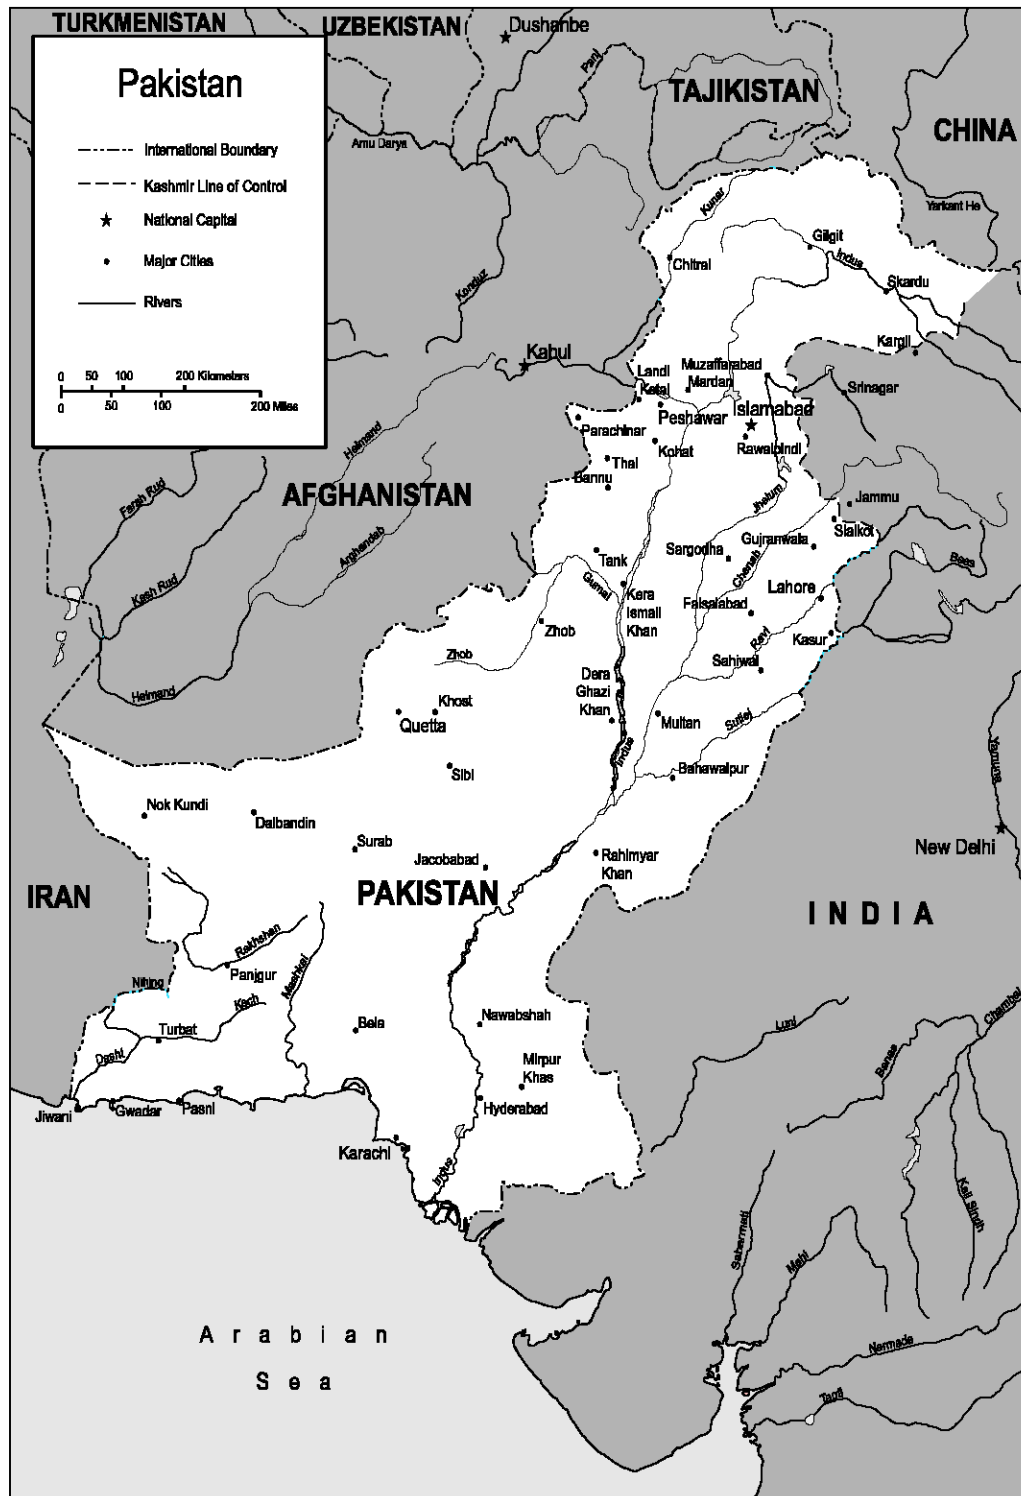 TURKMENISTAN
UZBEKISTAN
Dushanbe
Pakistan
International Boundary
Kashmir Line of Control
National Capital
Major Cities
Rivers
0 50 100 200 Kilometers
0 50 100 200 Miles
Panj
TAJIKISTAN
CHINA
Amu Darya
Yarkant He
Kunar
Gilgit
Indus
Chitral
Skardu
Konduz
Kargil
Kabul
Landi
Kotal
Muzaffarabad
Mardan
Srinagar
Peshawar
Islamabad
Parachinar
Kohat
Rawalpindi
Helmand
Thal
Bannu
AFGHANISTAN
Farah Rud
Jhelum
Jammu
Sialkot
Arghandab
Sargodha
Gujranwala
Chenab
Beas
Tank
Gumal
Kash Rud
Kera
Ismail
Khan
Faisalabad
Lahore
Zhob
Ravi
Kasur
Zhob
Sahiwal
Dera
Ghazi
Khan
Helmand
Khost
Quetta
Multan
Sutlej
Indus
Yamuna
Sibi
Bahawalpur
Nok Kundi
Dalbandin
Surab
New Delhi
Jacobabad
Rahimyar
Khan
IRAN
PAKISTAN
INDIA
Rakhshan
Mashkai
Panjgur
Nihing
Kech
Turbat
Dasht
Bela
Nawabshah
Luni
Chambal
Banas
Mirpur
Khas
Hyderabad
Jiwani
Gwadar
Pasni
Karachi
Indus
Kali Sindh
Sabarmati
Mahi
Arabian
Sea
Narmada
Tapti